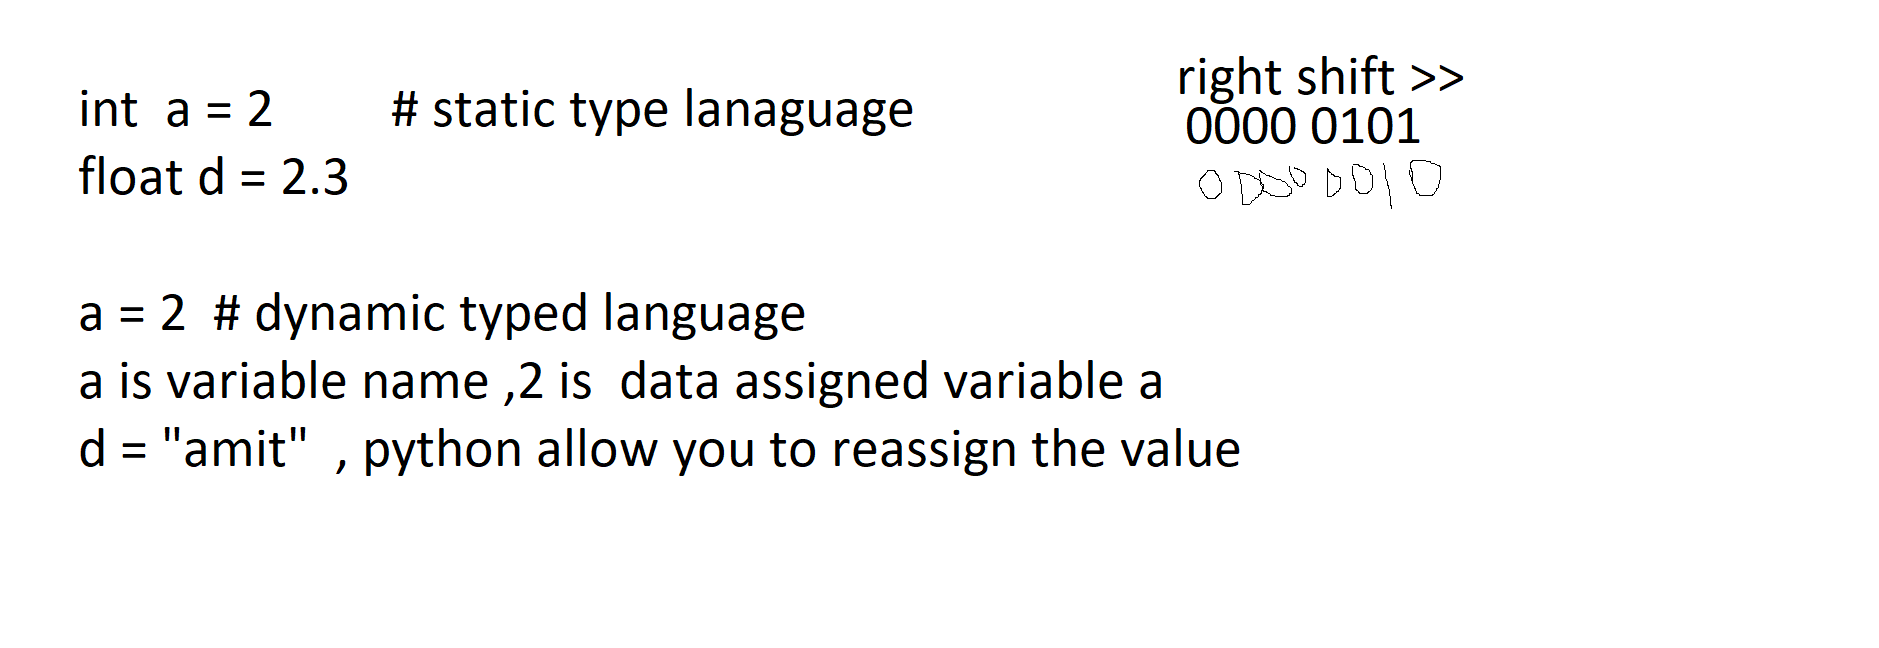 int a = 2 # static type lanaguage
float d = 2.3
a = 2 # dynamic typed language
a is variable name ,2 is data assigned variable a
d = "amit" , python allow you to reassign the value
right shift >>
0000 0101
0000 0010